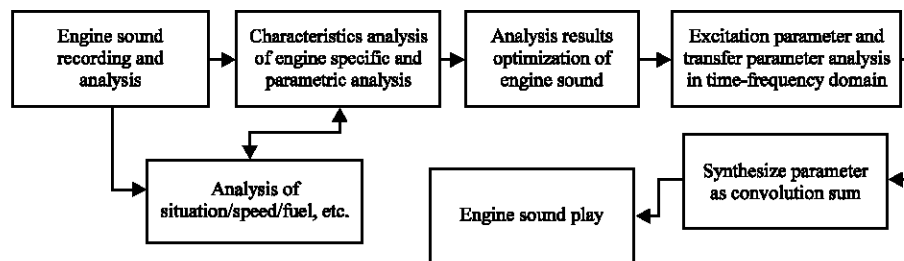 Engine sound
recording and
analysis
Characteristics analysis
of engine specific and
parametric analysis
Analysis results
optimization of
engine sound
Excitation parameter and
transfer parameter analysis
in time-frequency domain
Analysis of
situation/speed/fuel, etc.
Synthesize parameter
as convolution sum
Engine sound play